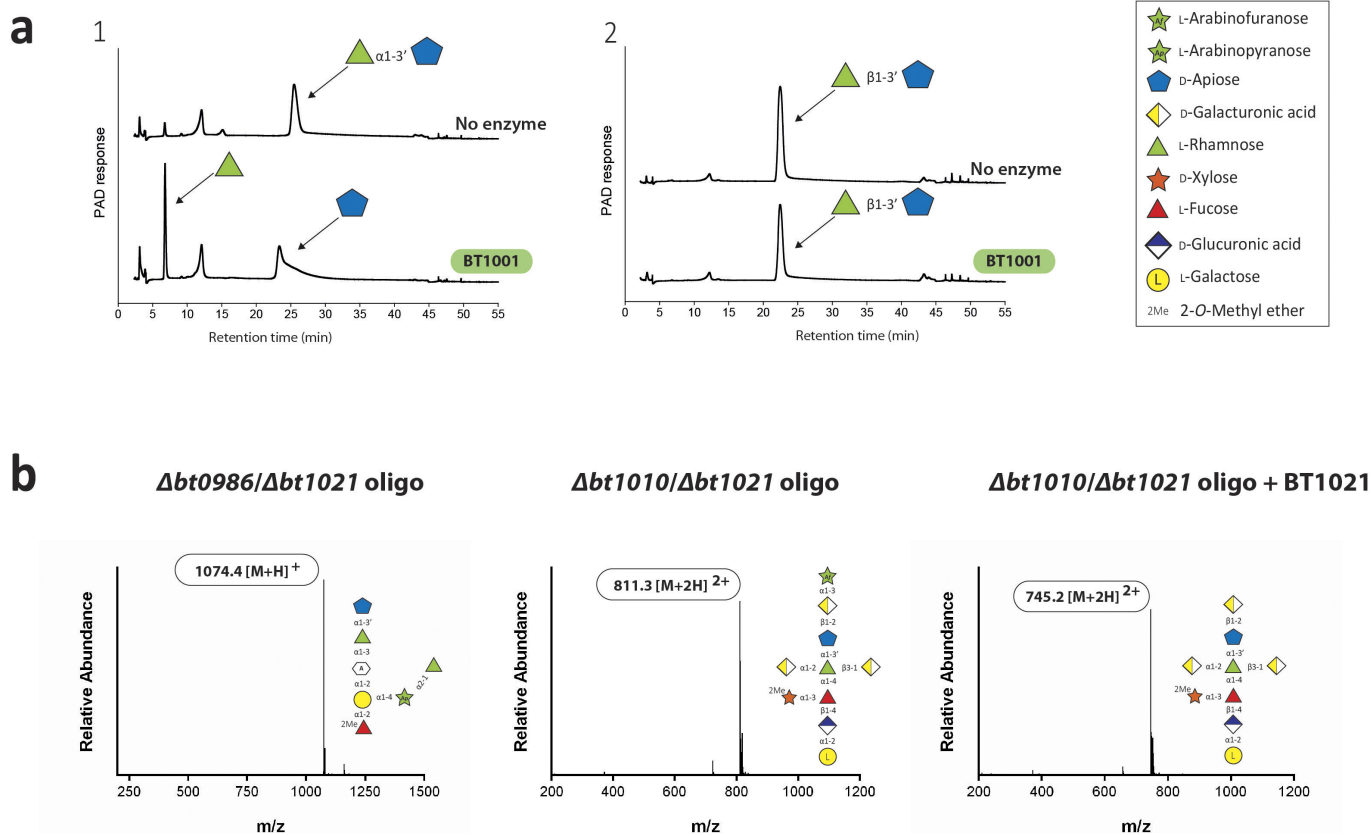 a
1
α1-3′
No enzyme
BT1001
PAD response
0 5 10 15 20 25 30 35 40 45 50 55
Retention time (min)
2
β1-3′
No enzyme
β1-3′
BT1001
PAD response
0 5 10 15 20 25 30 35 40 45 50 55
Retention time (min)
Af L-Arabinofuranose
Ap L-Arabinopyranose
D-Apiose
D-Galacturonic acid
L-Rhamnose
D-Xylose
L-Fucose
D-Glucuronic acid
L L-Galactose
2Me 2-O-Methyl ether
b
Δbt0986/Δbt1021 oligo
1074.4 [M+H] +
α1-3′
α1-3
A
α1-2
α1-4
Ap
α2-1
α1-2
2Me
Relative Abundance
250 500 750 1000 1250 1500
m/z
Δbt1010/Δbt1021 oligo
811.3 [M+2H] 2+
Af
α1-3
β1-2
α1-3′
α1-2
β3-1
α1-4
2Me
α1-3
β1-4
α1-2
L
Relative Abundance
200 400 600 800 1000 1200
m/z
Δbt1010/Δbt1021 oligo + BT1021
745.2 [M+2H] 2+
β1-2
α1-3′
α1-2
β3-1
α1-4
2Me
α1-3
β1-4
α1-2
L
Relative Abundance
200 400 600 800 1000 1200
m/z